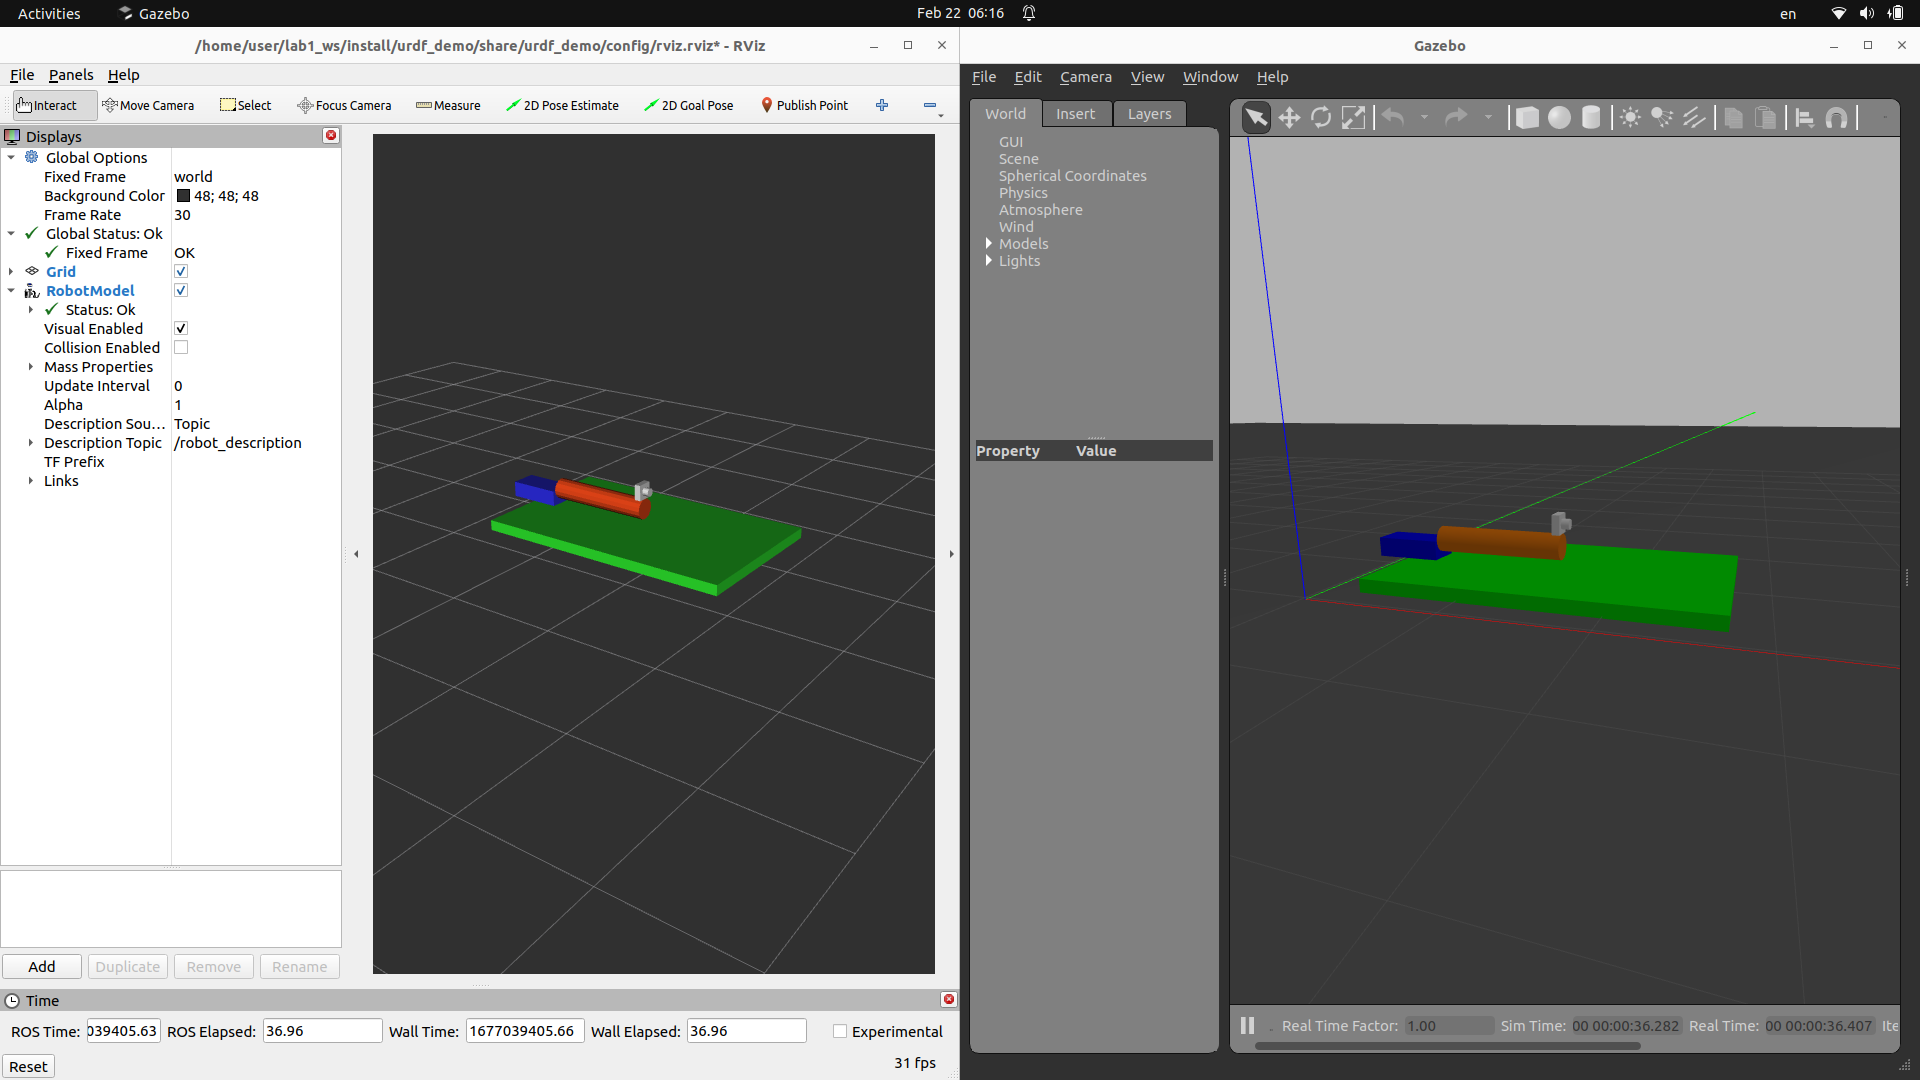 Activities Gazebo Feb 22 06:16 en
/home/user/lab1_ws/install/urdf_demo/share/urdf_demo/config/rviz.rviz* - RViz
File Panels Help
Interact Move Camera Select Focus Camera Measure 2D Pose Estimate 2D Goal Pose Publish Point
Displays
Global Options
Fixed Frame world
Background Color 48; 48; 48
Frame Rate 30
Global Status: Ok
Fixed Frame OK
Grid
RobotModel
Status: Ok
Visual Enabled
Collision Enabled
Mass Properties
Update Interval 0
Alpha 1
Description Sou... Topic
Description Topic /robot_description
TF Prefix
Links
Add Duplicate Remove Rename
Time
ROS Time: 039405.63 ROS Elapsed: 36.96 Wall Time: 1677039405.66 Wall Elapsed: 36.96 Experimental
Reset 31 fps
Gazebo
File Edit Camera View Window Help
World Insert Layers
GUI
Scene
Spherical Coordinates
Physics
Atmosphere
Wind
Models
Lights
Property Value
Real Time Factor: 1.00 Sim Time: 00 00:00:36.282 Real Time: 00 00:00:36.407 Ite